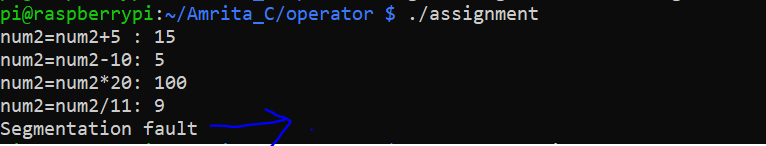 pi@raspberrypi:~/Amrita_C/operator $ ./assignment
num2=num2+5 : 15
num2=num2-10: 5
num2=num2*20: 100
num2=num2/11: 9
Segmentation fault